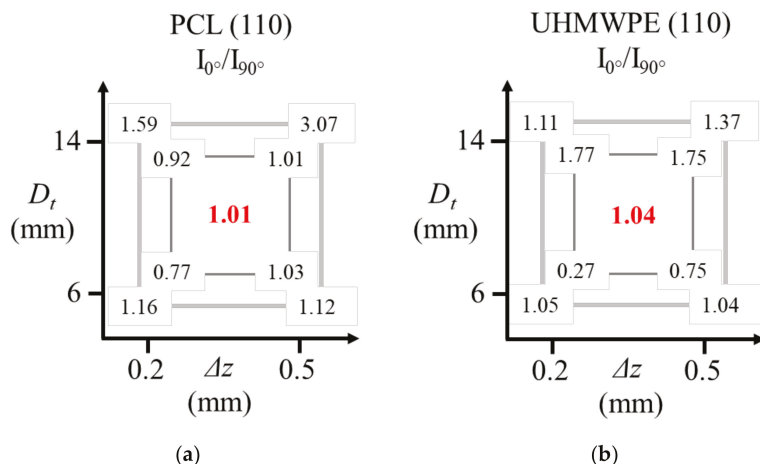 PCL (110)
I0°/I90°
1.59 3.07
14
0.92 1.01
Dt
(mm)
1.01
0.77 1.03
6
1.16 1.12
0.2 Δz 0.5
(mm)
(a)
UHMWPE (110)
I0°/I90°
1.11 1.37
14
1.77 1.75
Dt
(mm)
1.04
0.27 0.75
6
1.05 1.04
0.2 Δz 0.5
(mm)
(b)